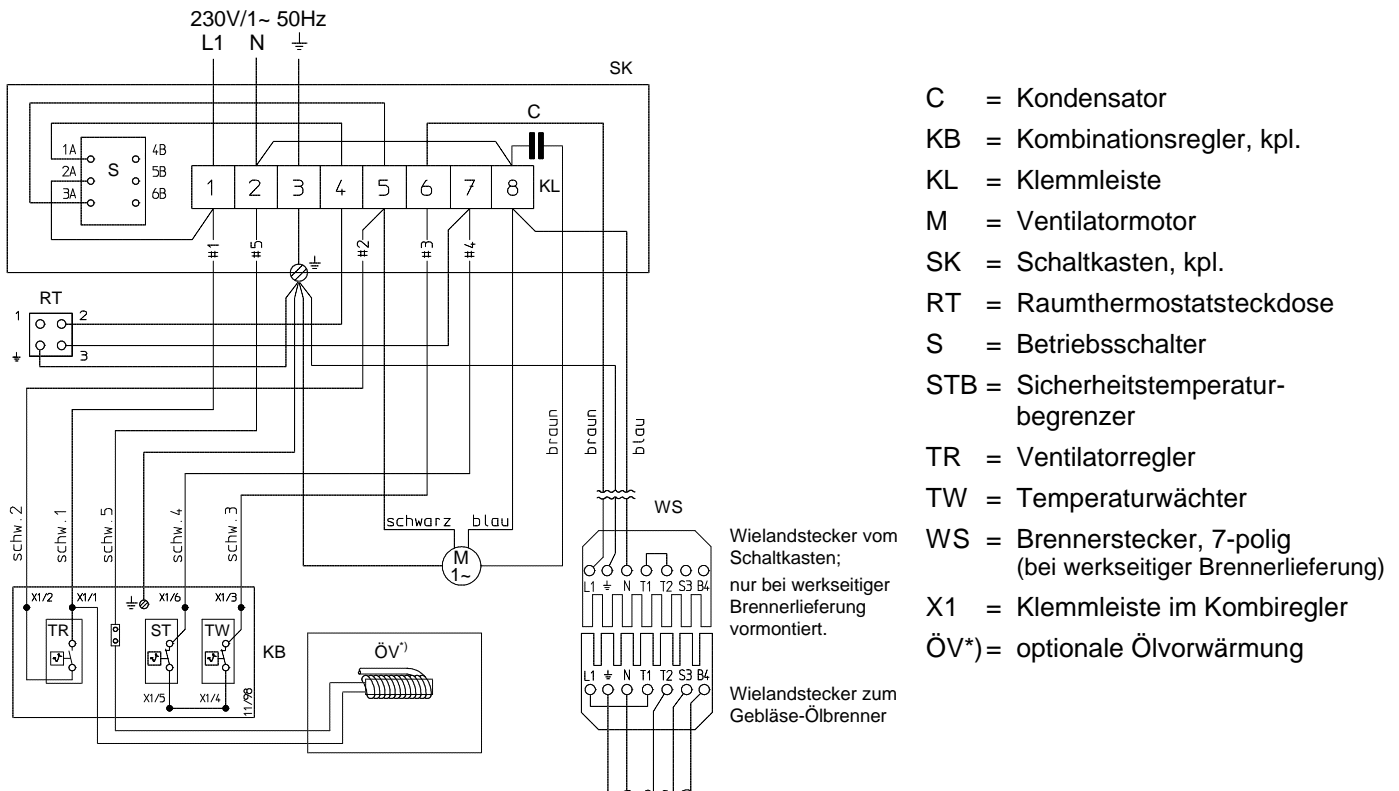 230V/1~ 50Hz
L1 N
SK
C
1A 4B
2A S 5B
3A 6B
1 2 3 4 5 6 7 8 KL
#1 #5 #2 #3 #4
RT
1 2
3
braun braun blau
schw.2 schw.1 schw.5 schw.4 schw.3
schwarz blau
M
1~
WS
Wielandstecker vom
Schaltkasten;
nur bei werkseitiger
Brennerlieferung
vormontiert.
L1 N T1 T2 S3 B4
X1/2 X1/1 X1/6 X1/3
TR ST TW
KB
X1/5 X1/4
11/98
ÖV*)
L1 N T1 T2 S3 B4
Wielandstecker zum
Gebläse-Ölbrenner
C = Kondensator
KB = Kombinationsregler, kpl.
KL = Klemmleiste
M = Ventilatormotor
SK = Schaltkasten, kpl.
RT = Raumthermostatsteckdose
S = Betriebsschalter
STB = Sicherheitstemperatur-
begrenzer
TR = Ventilatorregler
TW = Temperaturwächter
WS = Brennerstecker, 7-polig
(bei werkseitiger Brennerlieferung)
X1 = Klemmleiste im Kombiregler
ÖV*) = optionale Ölvorwärmung